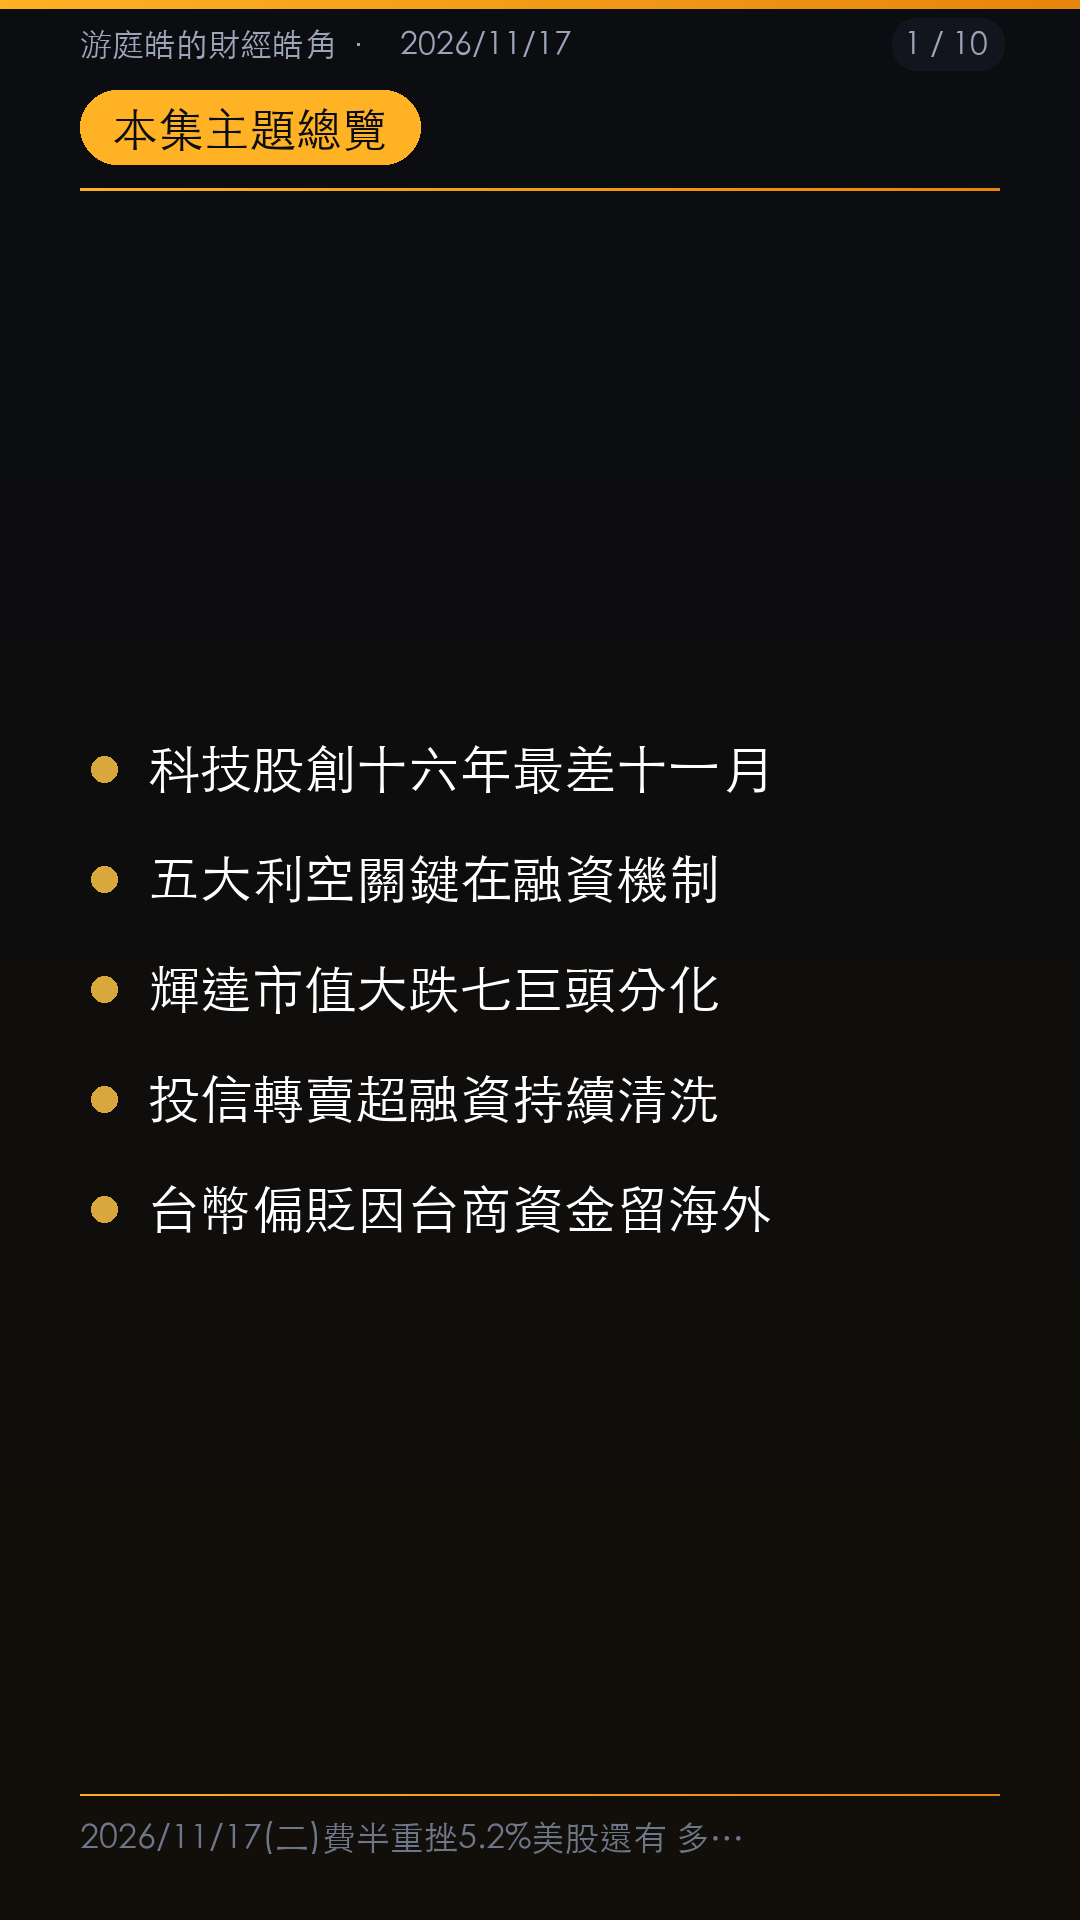 游庭皓的財經皓角 · 2026/11/17
1 / 10
本集主題總覽
科技股創十六年最差十一月
五大利空關鍵在融資機制
輝達市值大跌七巨頭分化
投信轉賣超融資持續清洗
台幣偏貶因台商資金留海外
2026/11/17(二)費半重挫5.2%美股還有 多…